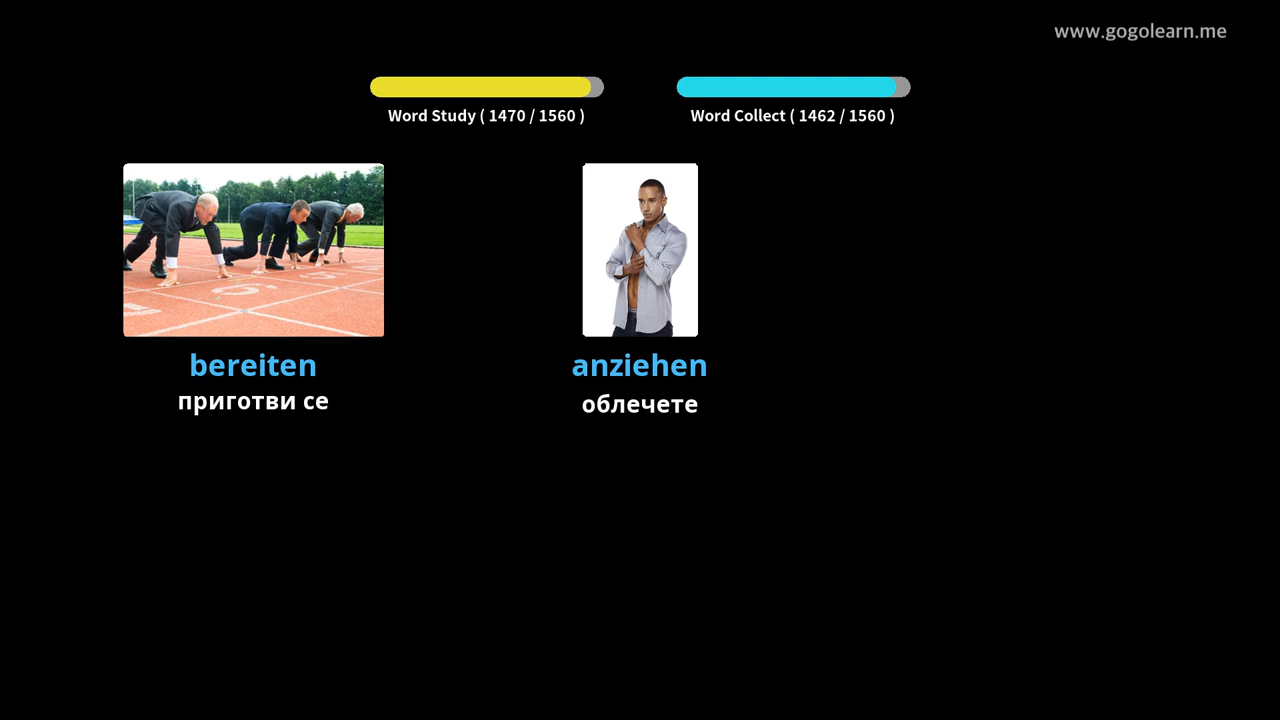 www.gogolearn.me
Word Study ( 1470 / 1560 )
Word Collect ( 1462 / 1560 )
bereiten
приготви се
anziehen
облечете